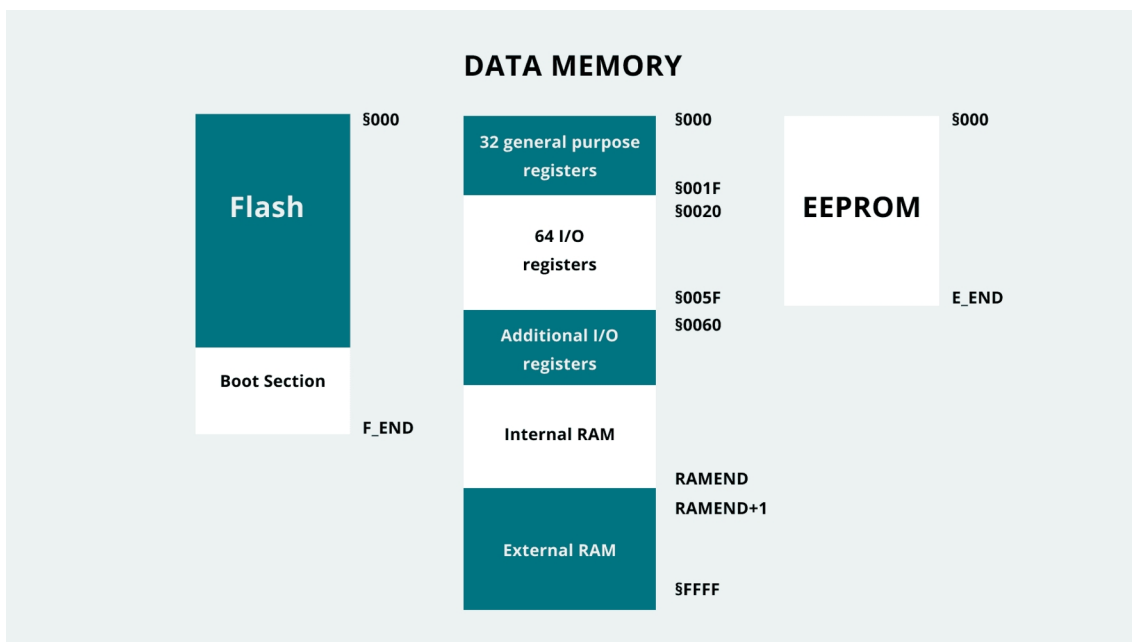 DATA MEMORY
§000
Flash
Boot Section
F_END
§000
32 general purpose
registers
§001F
§0020
64 I/O
registers
§005F
§0060
Additional I/O
registers
Internal RAM
RAMEND
RAMEND+1
External RAM
§FFFF
§000
EEPROM
E_END